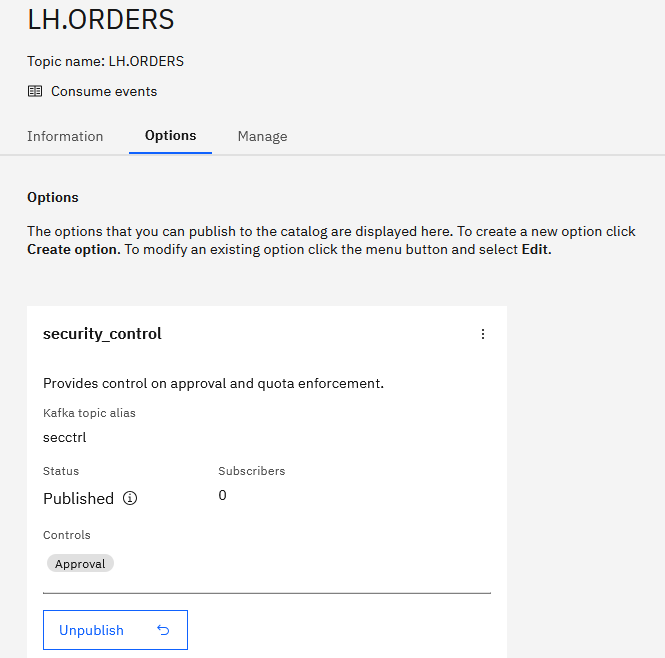 LH.ORDERS
Topic name: LH.ORDERS
Consume events
Information Options Manage
Options
The options that you can publish to the catalog are displayed here. To create a new option click
Create option. To modify an existing option click the menu button and select Edit.
security_control
Provides control on approval and quota enforcement.
Kafka topic alias
secctrl
Status Subscribers
Published 0
Controls
Approval
Unpublish